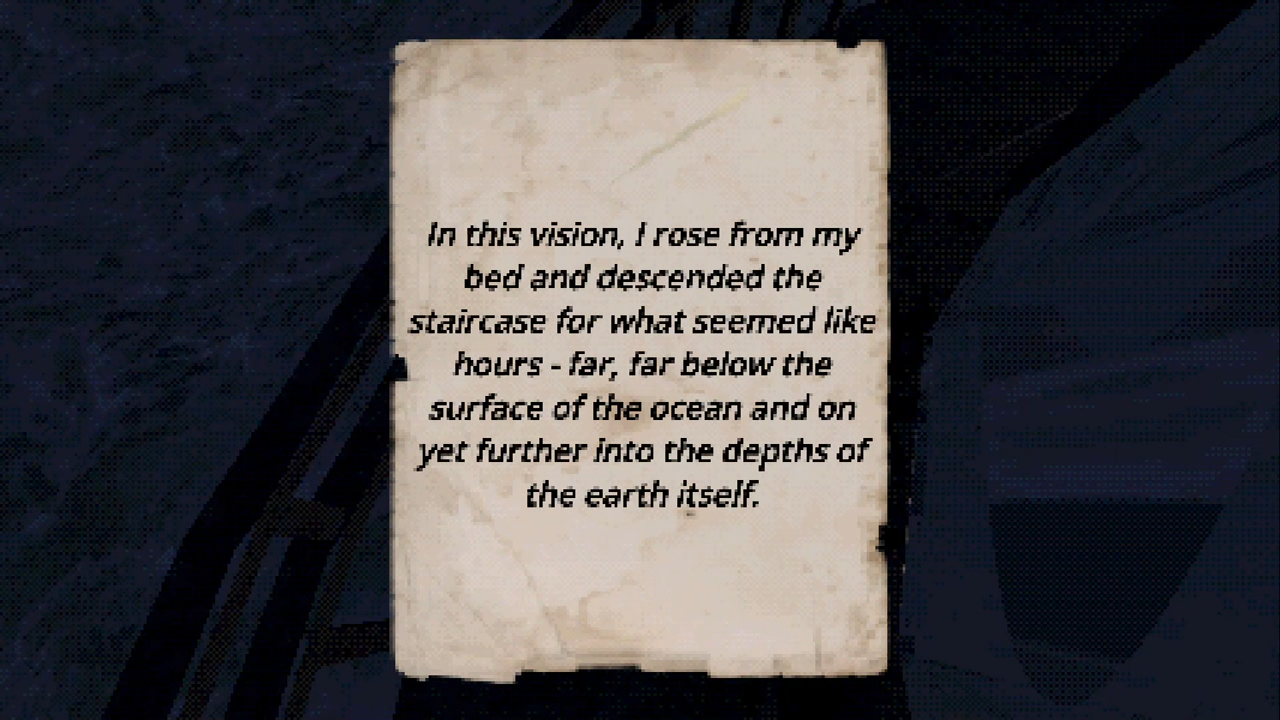 In this vision, I rose from my
bed and descended the
staircase for what seemed like
hours - far, far below the
surface of the ocean and on
yet further into the depths of
the earth itself.